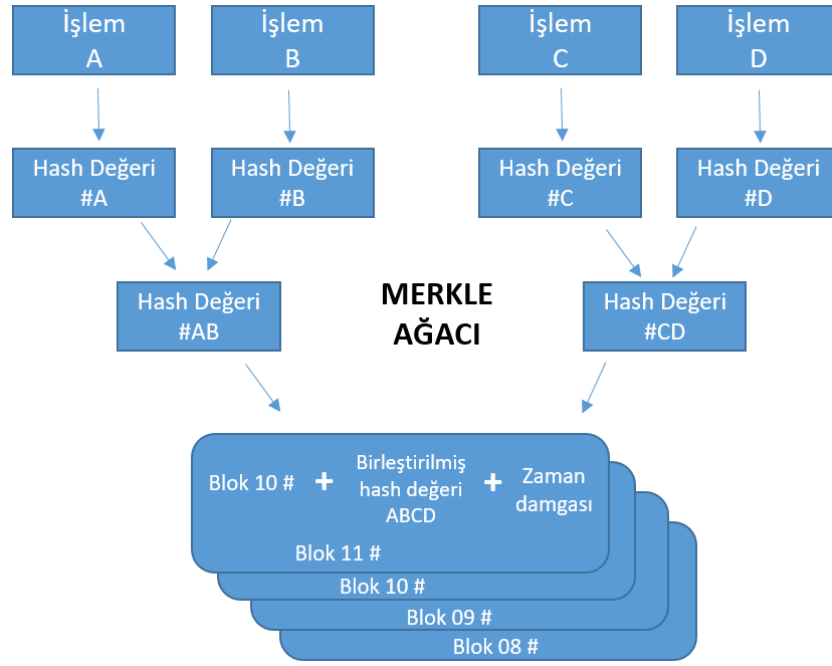 İşlem
A
İşlem
B
İşlem
C
İşlem
D
Hash Değeri
#A
Hash Değeri
#B
Hash Değeri
#C
Hash Değeri
#D
Hash Değeri
#AB
MERKLE
AĞACI
Hash Değeri
#CD
Blok 10 #
+
Birleştirilmiş
hash değeri
ABCD
+
Zaman
damgası
Blok 11 #
Blok 10 #
Blok 09 #
Blok 08 #